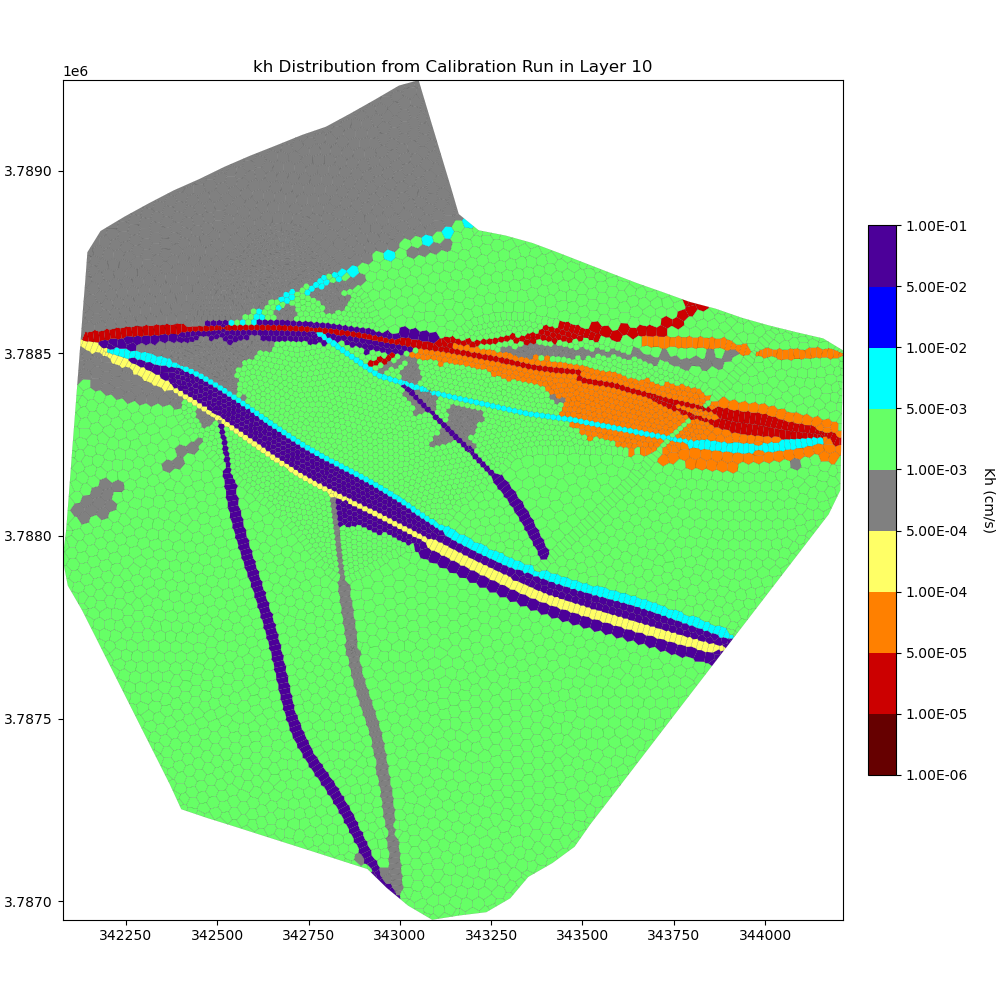 kh Distribution from Calibration Run in Layer 10
1e6
3.7890
3.7885
3.7880
3.7875
3.7870
342250 342500 342750 343000 343250 343500 343750 344000
1.00E-01
5.00E-02
1.00E-02
5.00E-03
1.00E-03
5.00E-04
1.00E-04
5.00E-05
1.00E-05
1.00E-06
Kh (cm/s)